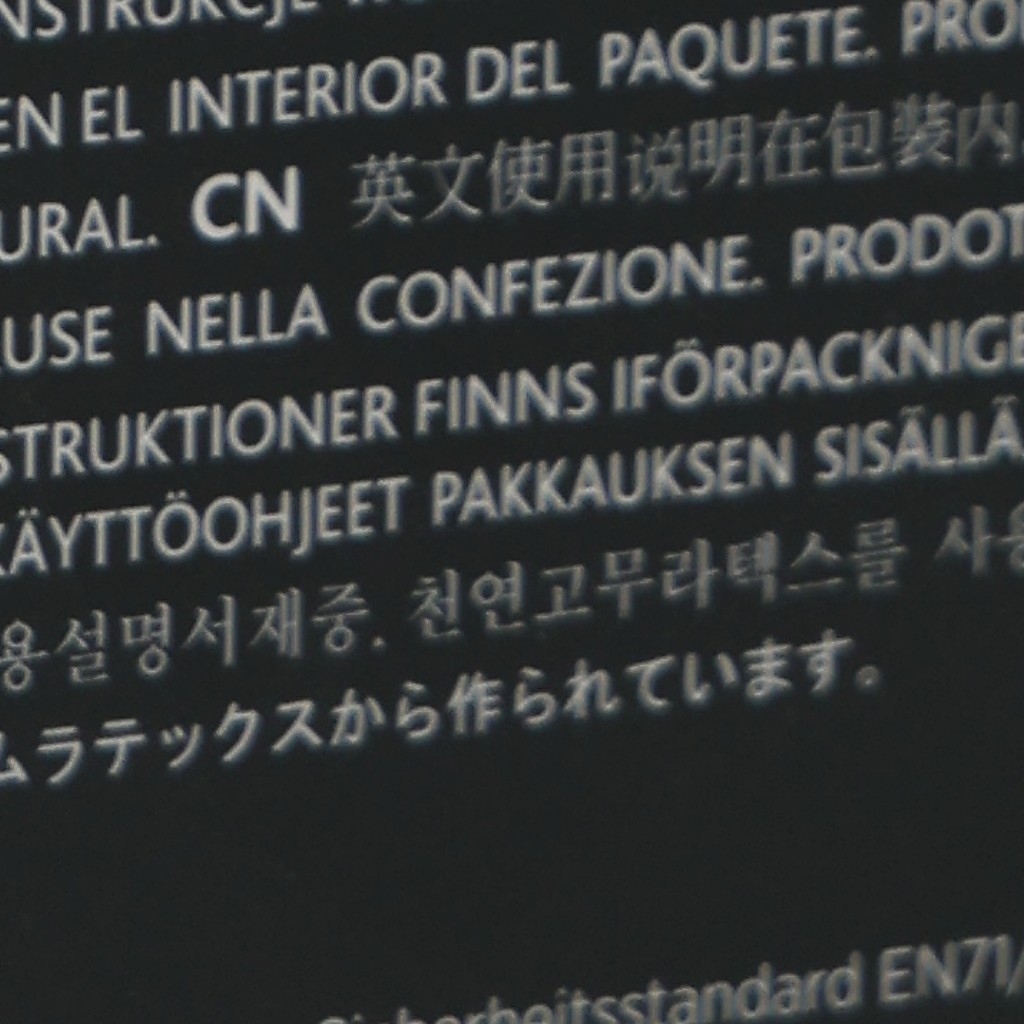 NSTRUKCJE
EN EL INTERIOR DEL PAQUETE. PROD
URAL. CN 英文使用说明在包装内
USE NELLA CONFEZIONE. PRODOT
STRUKTIONER FINNS IFÖRPACKNIGE
KÄYTTÖOHJEET PAKKAUKSEN SISÄLLÄ
용설명서재중. 천연고무라택스를 사용
ムラテックスから作られています。
Sicherheitsstandard EN71/